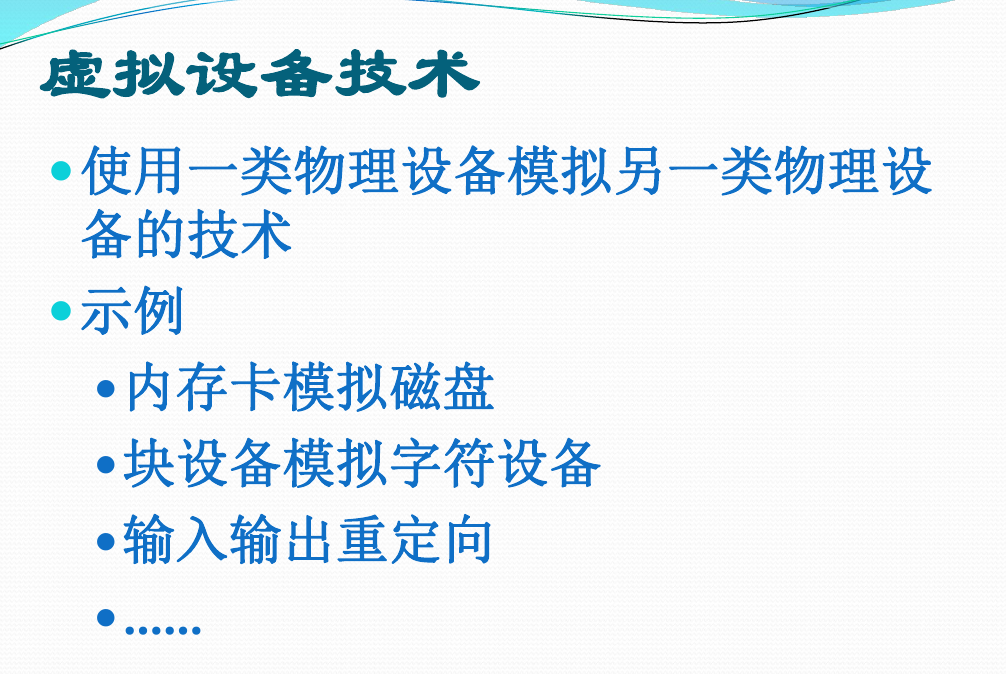 虚拟设备技术
•使用一类物理设备模拟另一类物理设
备的技术
•示例
•内存卡模拟磁盘
•块设备模拟字符设备
•输入输出重定向
•……